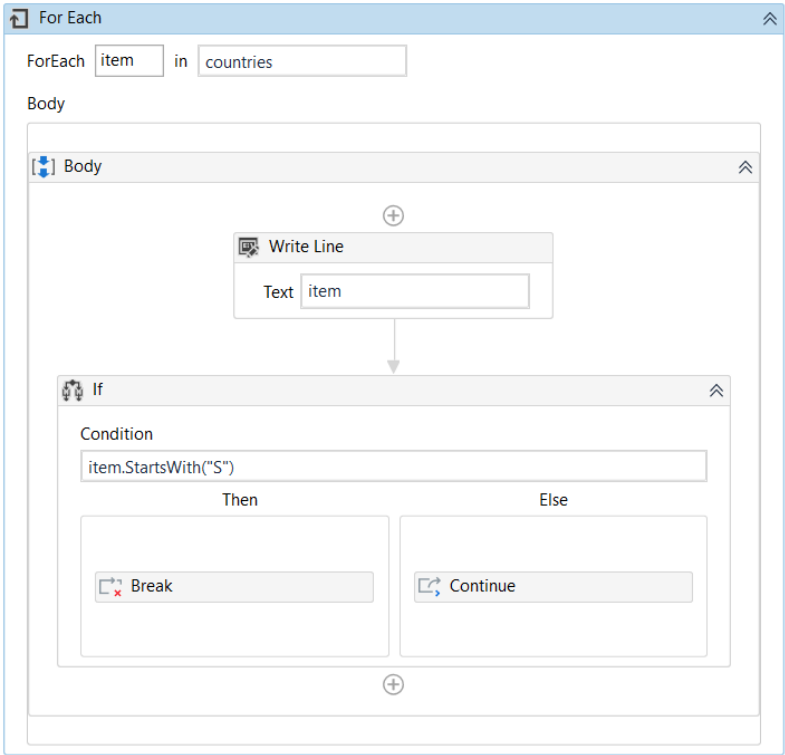 For Each
ForEach item in countries
Body
Body
Write Line
Text item
If
Condition
item.StartsWith("S")
Then Else
Break Continue